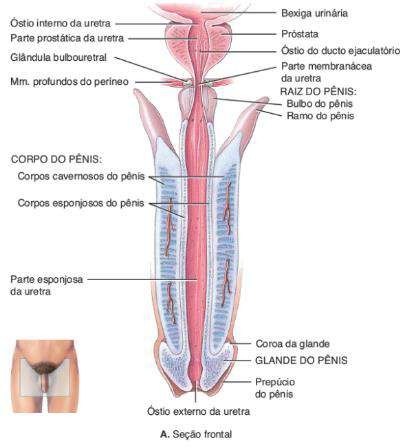 Óstio interno da uretra
Parte prostática da uretra
Glândula bulbouretral
Mm. profundos do períneo
CORPO DO PÊNIS:
Corpos cavernosos do pênis
Corpos esponjosos do pênis
Parte esponjosa
da uretra
Bexiga urinária
Próstata
Óstio do ducto ejaculatório
Parte membranácea
da uretra
RAIZ DO PÊNIS:
Bulbo do pênis
Ramo do pênis
Coroa da glande
GLANDE DO PÊNIS
Prepúcio
do pênis
Óstio externo da uretra
A. Seção frontal